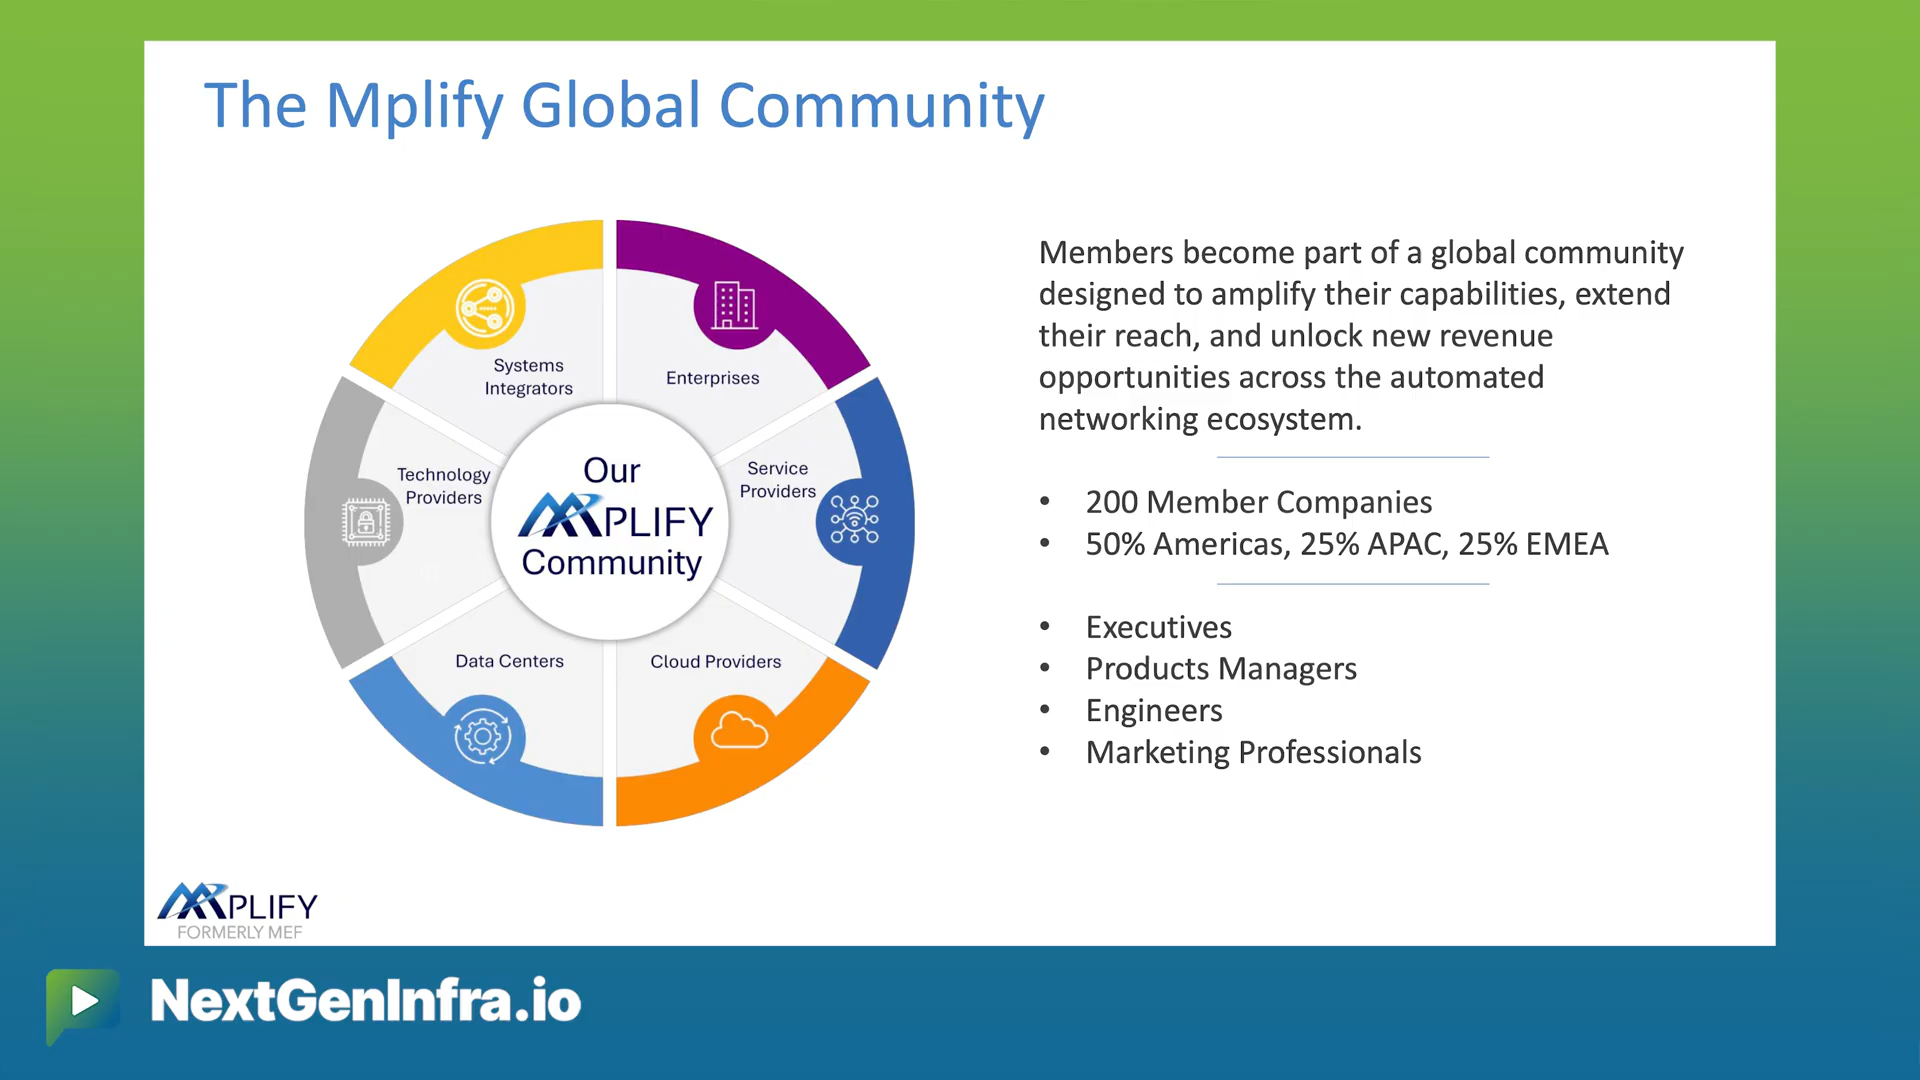 The Mplify Global Community
Systems
Integrators
Enterprises
Technology
Providers
Service
Providers
Our
MPLIFY
Community
Data Centers
Cloud Providers
Members become part of a global community
designed to amplify their capabilities, extend
their reach, and unlock new revenue
opportunities across the automated
networking ecosystem.
• 200 Member Companies
• 50% Americas, 25% APAC, 25% EMEA
• Executives
• Products Managers
• Engineers
• Marketing Professionals
MPLIFY
FORMERLY MEF
NextGenInfra.io